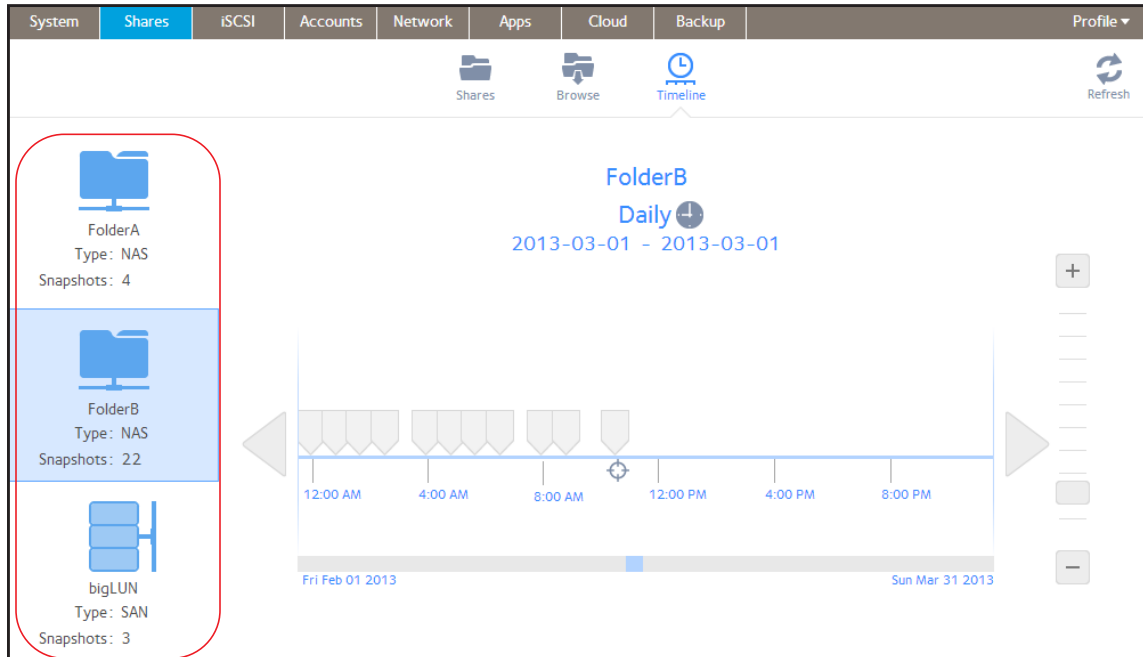 System Shares iSCSI Accounts Network Apps Cloud Backup Profile ▾
Shares Browse Timeline Refresh
FolderA
Type: NAS
Snapshots: 4
FolderB
Type: NAS
Snapshots: 22
bigLUN
Type: SAN
Snapshots: 3
FolderB
Daily
2013-03-01 - 2013-03-01
+
12:00 AM 4:00 AM 8:00 AM 12:00 PM 4:00 PM 8:00 PM
−
Fri Feb 01 2013 Sun Mar 31 2013